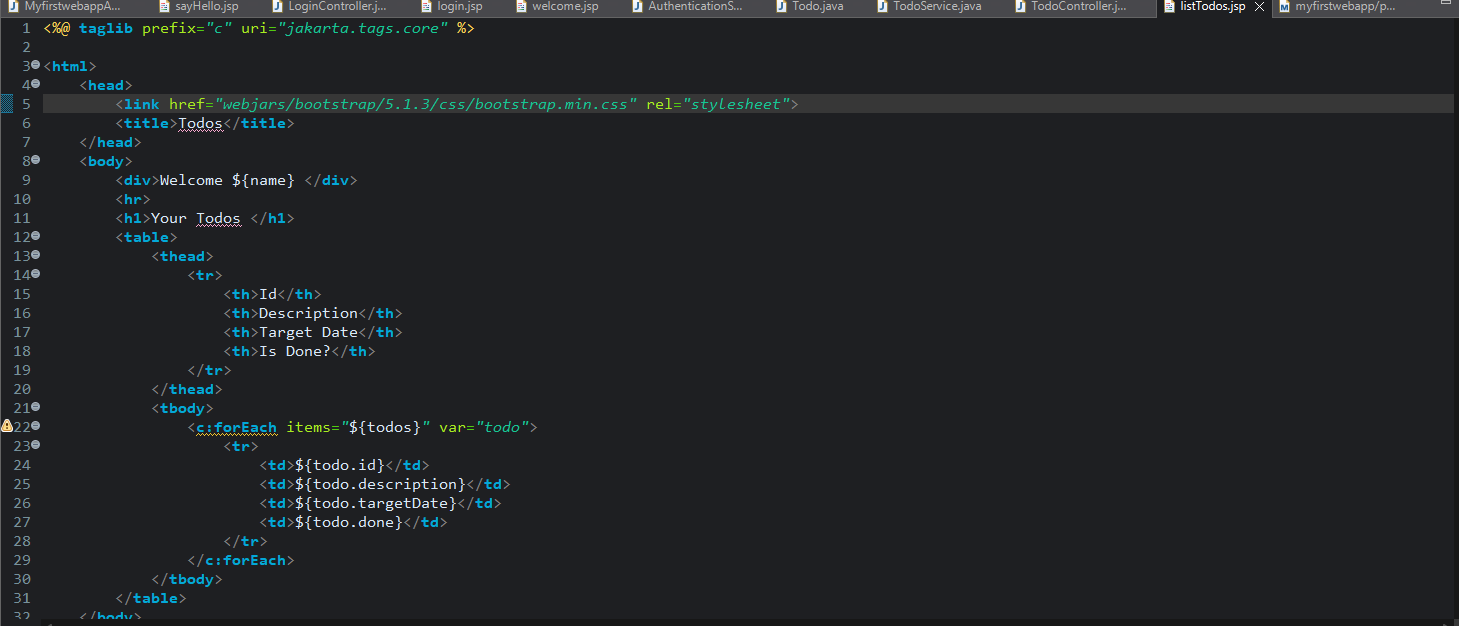 MyfirstwebappA... sayHello.jsp LoginController.j... login.jsp welcome.jsp AuthenticationS... Todo.java TodoService.java TodoController.j... listTodos.jsp myfirstwebapp/p...
1 <%@ taglib prefix="c" uri="jakarta.tags.core" %>
2
3 <html>
4 <head>
5 <link href="webjars/bootstrap/5.1.3/css/bootstrap.min.css" rel="stylesheet">
6 <title>Todos</title>
7 </head>
8 <body>
9 <div>Welcome ${name} </div>
10 <hr>
11 <h1>Your Todos </h1>
12 <table>
13 <thead>
14 <tr>
15 <th>Id</th>
16 <th>Description</th>
17 <th>Target Date</th>
18 <th>Is Done?</th>
19 </tr>
20 </thead>
21 <tbody>
22 <c:forEach items="${todos}" var="todo">
23 <tr>
24 <td>${todo.id}</td>
25 <td>${todo.description}</td>
26 <td>${todo.targetDate}</td>
27 <td>${todo.done}</td>
28 </tr>
29 </c:forEach>
30 </tbody>
31 </table>
32 </body>